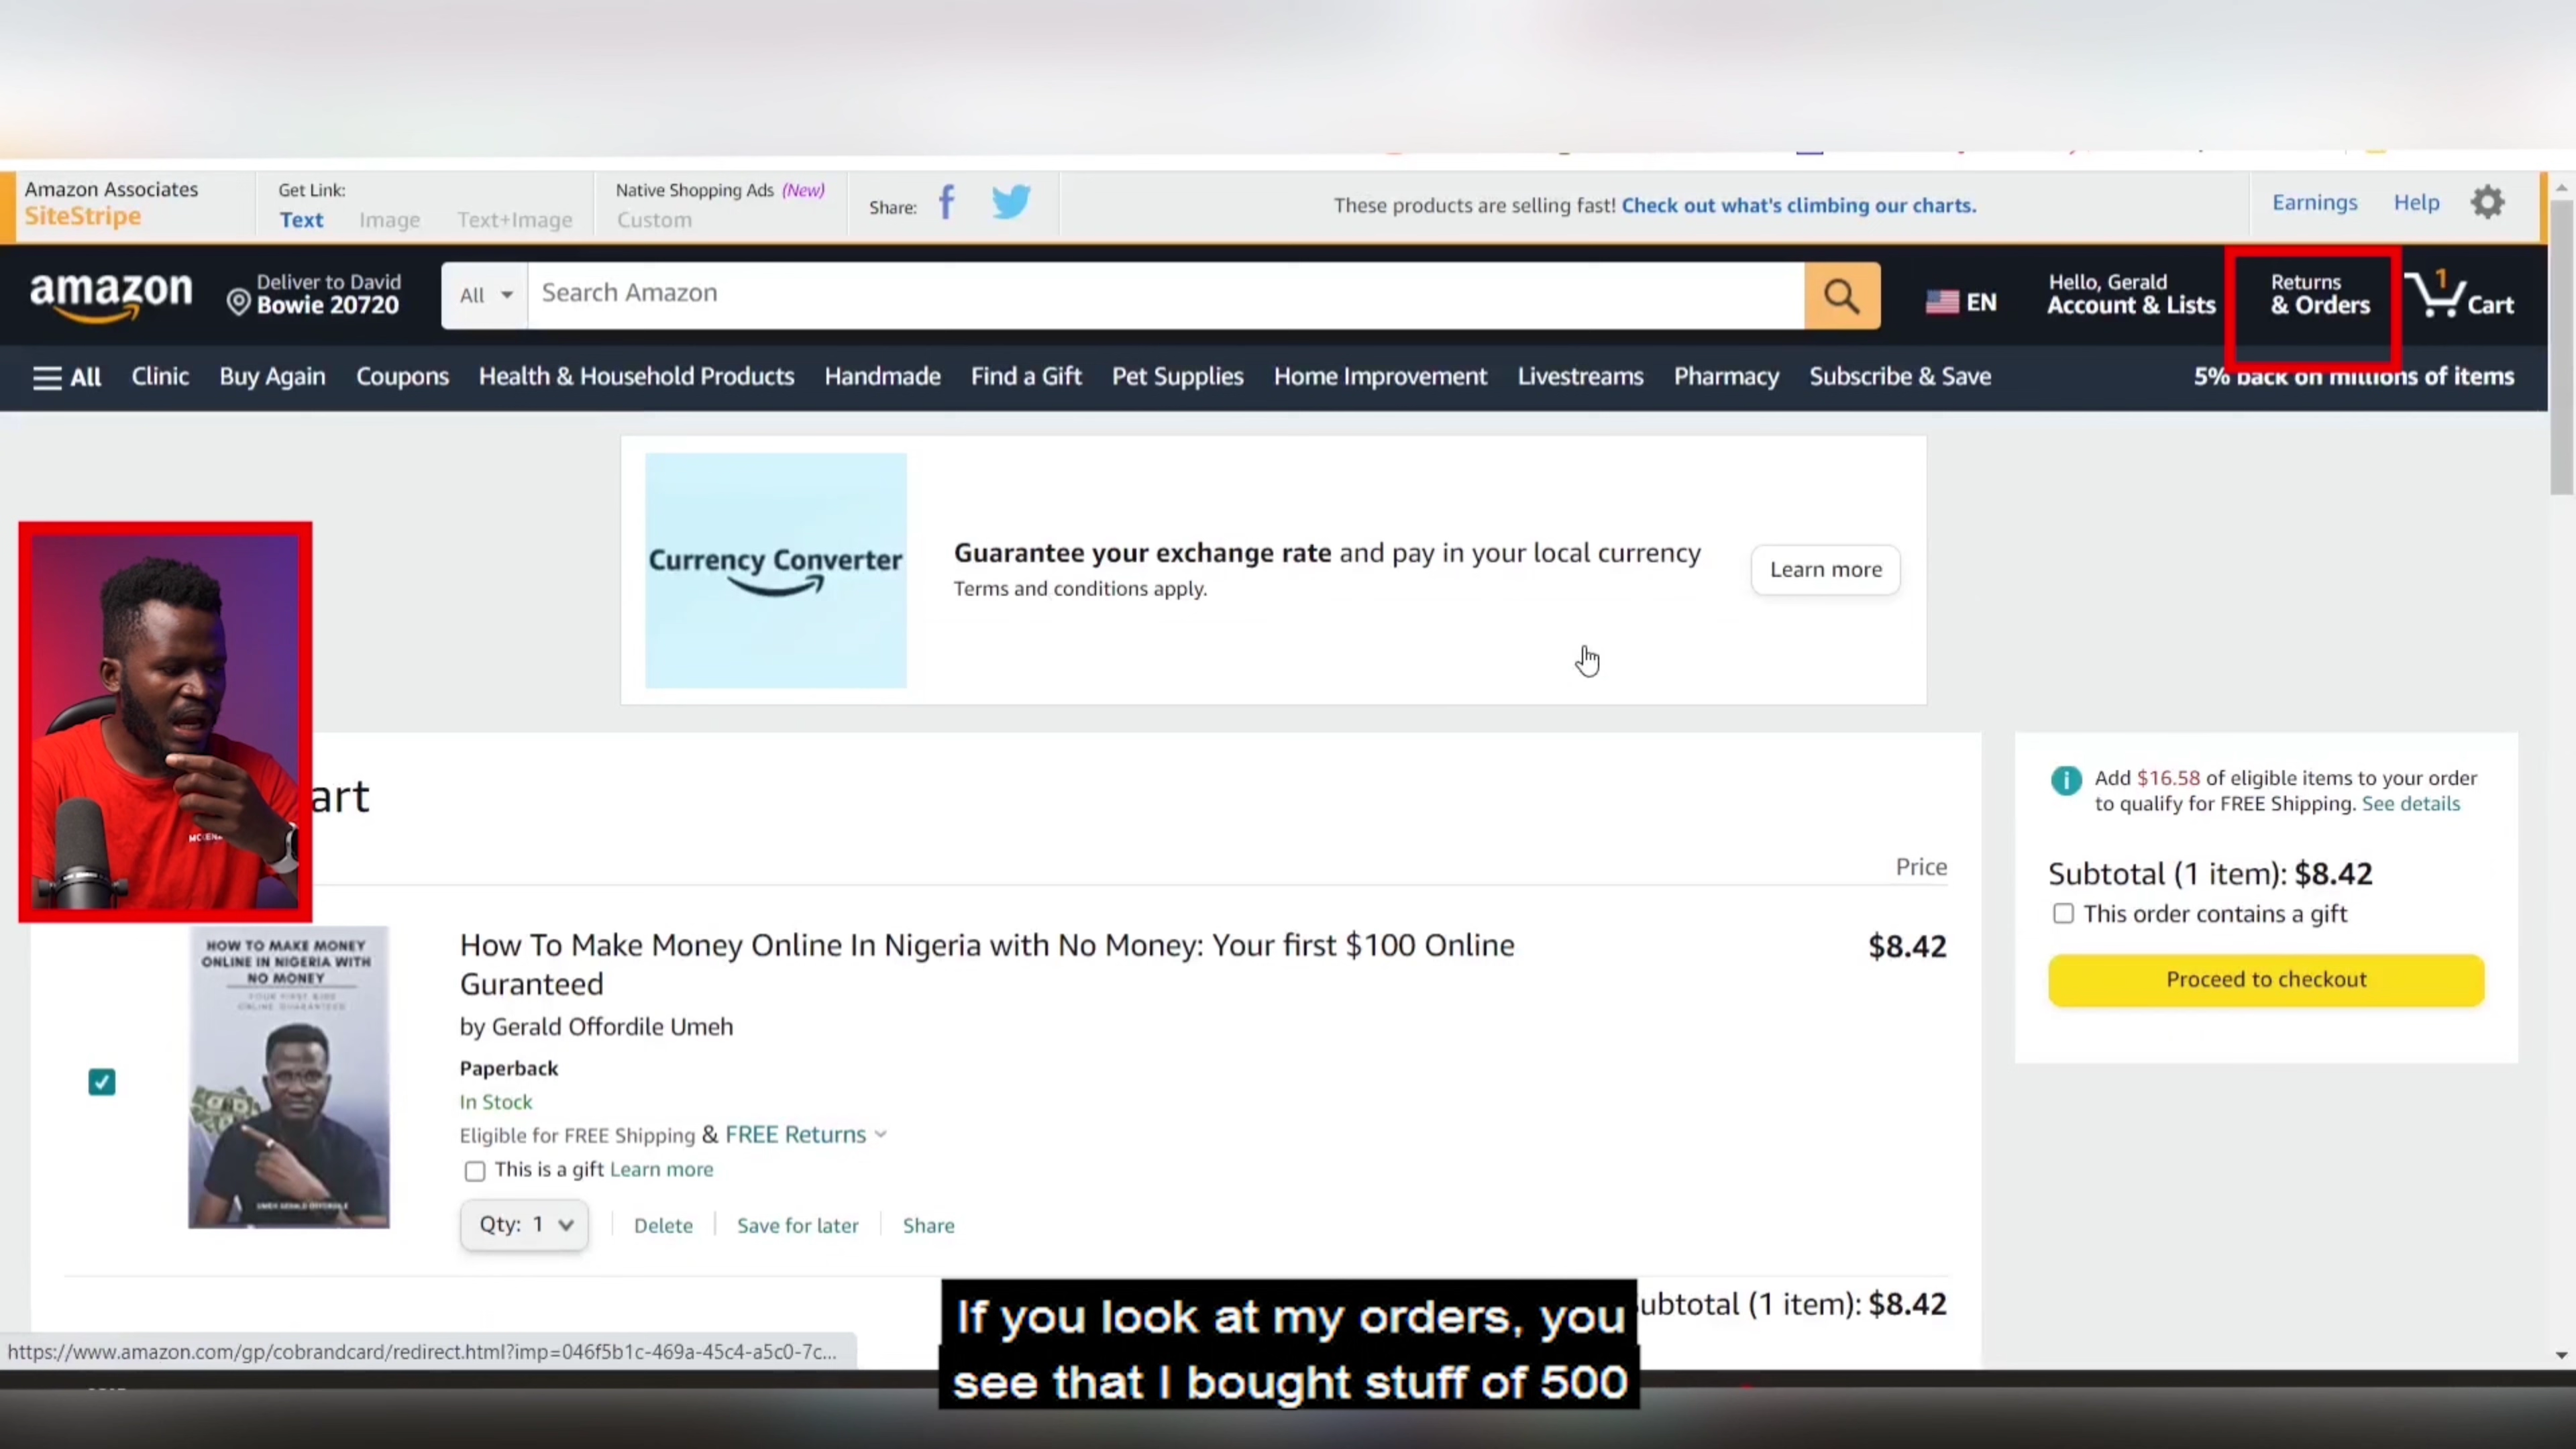 Amazon Associates
SiteStripe
Get Link:
Text Image Text+Image
Native Shopping Ads (New)
Custom
Share:
These products are selling fast! Check out what's climbing our charts.
Earnings Help
amazon
Deliver to David
Bowie 20720
All
Search Amazon
EN
Hello, Gerald
Account & Lists
Returns
& Orders
1
Cart
All Clinic Buy Again Coupons Health & Household Products Handmade Find a Gift Pet Supplies Home Improvement Livestreams Pharmacy Subscribe & Save
5% back on millions of items
Currency Converter
Guarantee your exchange rate and pay in your local currency
Terms and conditions apply.
Learn more
art
Price
HOW TO MAKE MONEY
ONLINE IN NIGERIA WITH
NO MONEY
YOUR FIRST $100
ONLINE GUARANTEED
UMEH GERALD OFFORDILE
How To Make Money Online In Nigeria with No Money: Your first $100 Online
Guranteed
$8.42
by Gerald Offordile Umeh
Paperback
In Stock
Eligible for FREE Shipping & FREE Returns
This is a gift Learn more
Qty: 1
Delete
Save for later
Share
ubtotal (1 item): $8.42
Add $16.58 of eligible items to your order
to qualify for FREE Shipping. See details
Subtotal (1 item): $8.42
This order contains a gift
Proceed to checkout
https://www.amazon.com/gp/cobrandcard/redirect.html?imp=046f5b1c-469a-45c4-a5c0-7c...
If you look at my orders, you
see that I bought stuff of 500